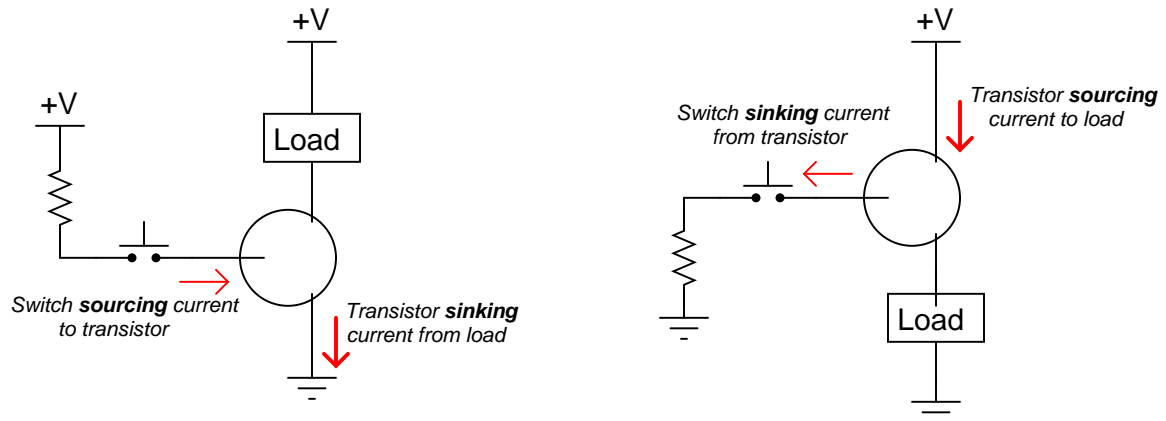 +V
+V
Load
Switch sourcing current
to transistor
Transistor sinking
current from load
+V
Switch sinking current
from transistor
Transistor sourcing
current to load
Load